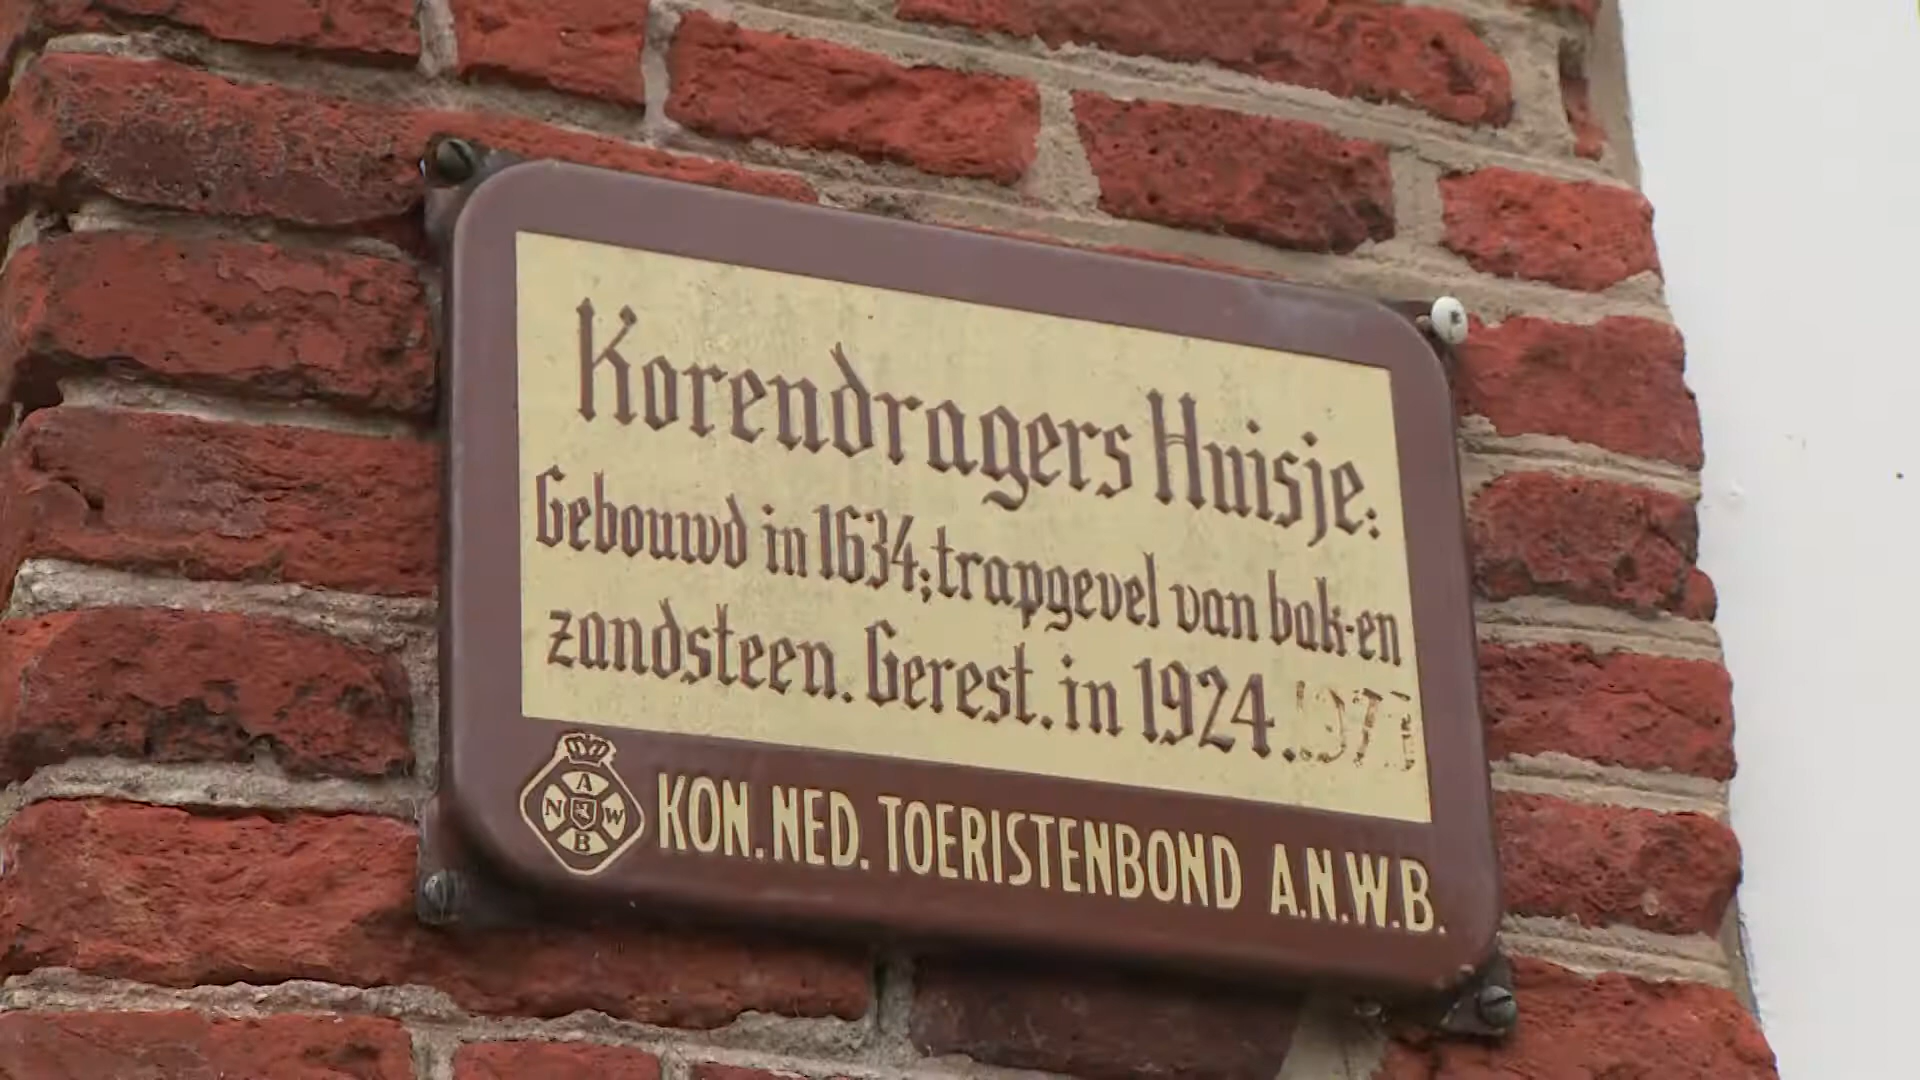 Korendragers Huisje:
Gebouwd in 1634; trapgevel van bak-en
zandsteen. Gerest. in 1924.
A
N W
B
KON. NED. TOERISTENBOND A.N.W.B.